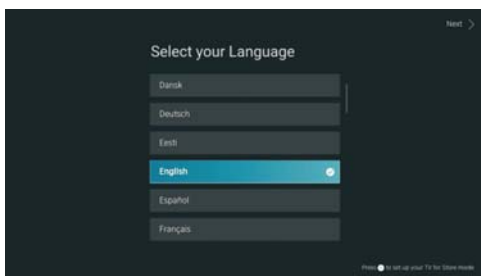 Next
Select your Language
Dansk
Deutsch
Eesti
English
Español
Français
Press to set up your TV for Store mode